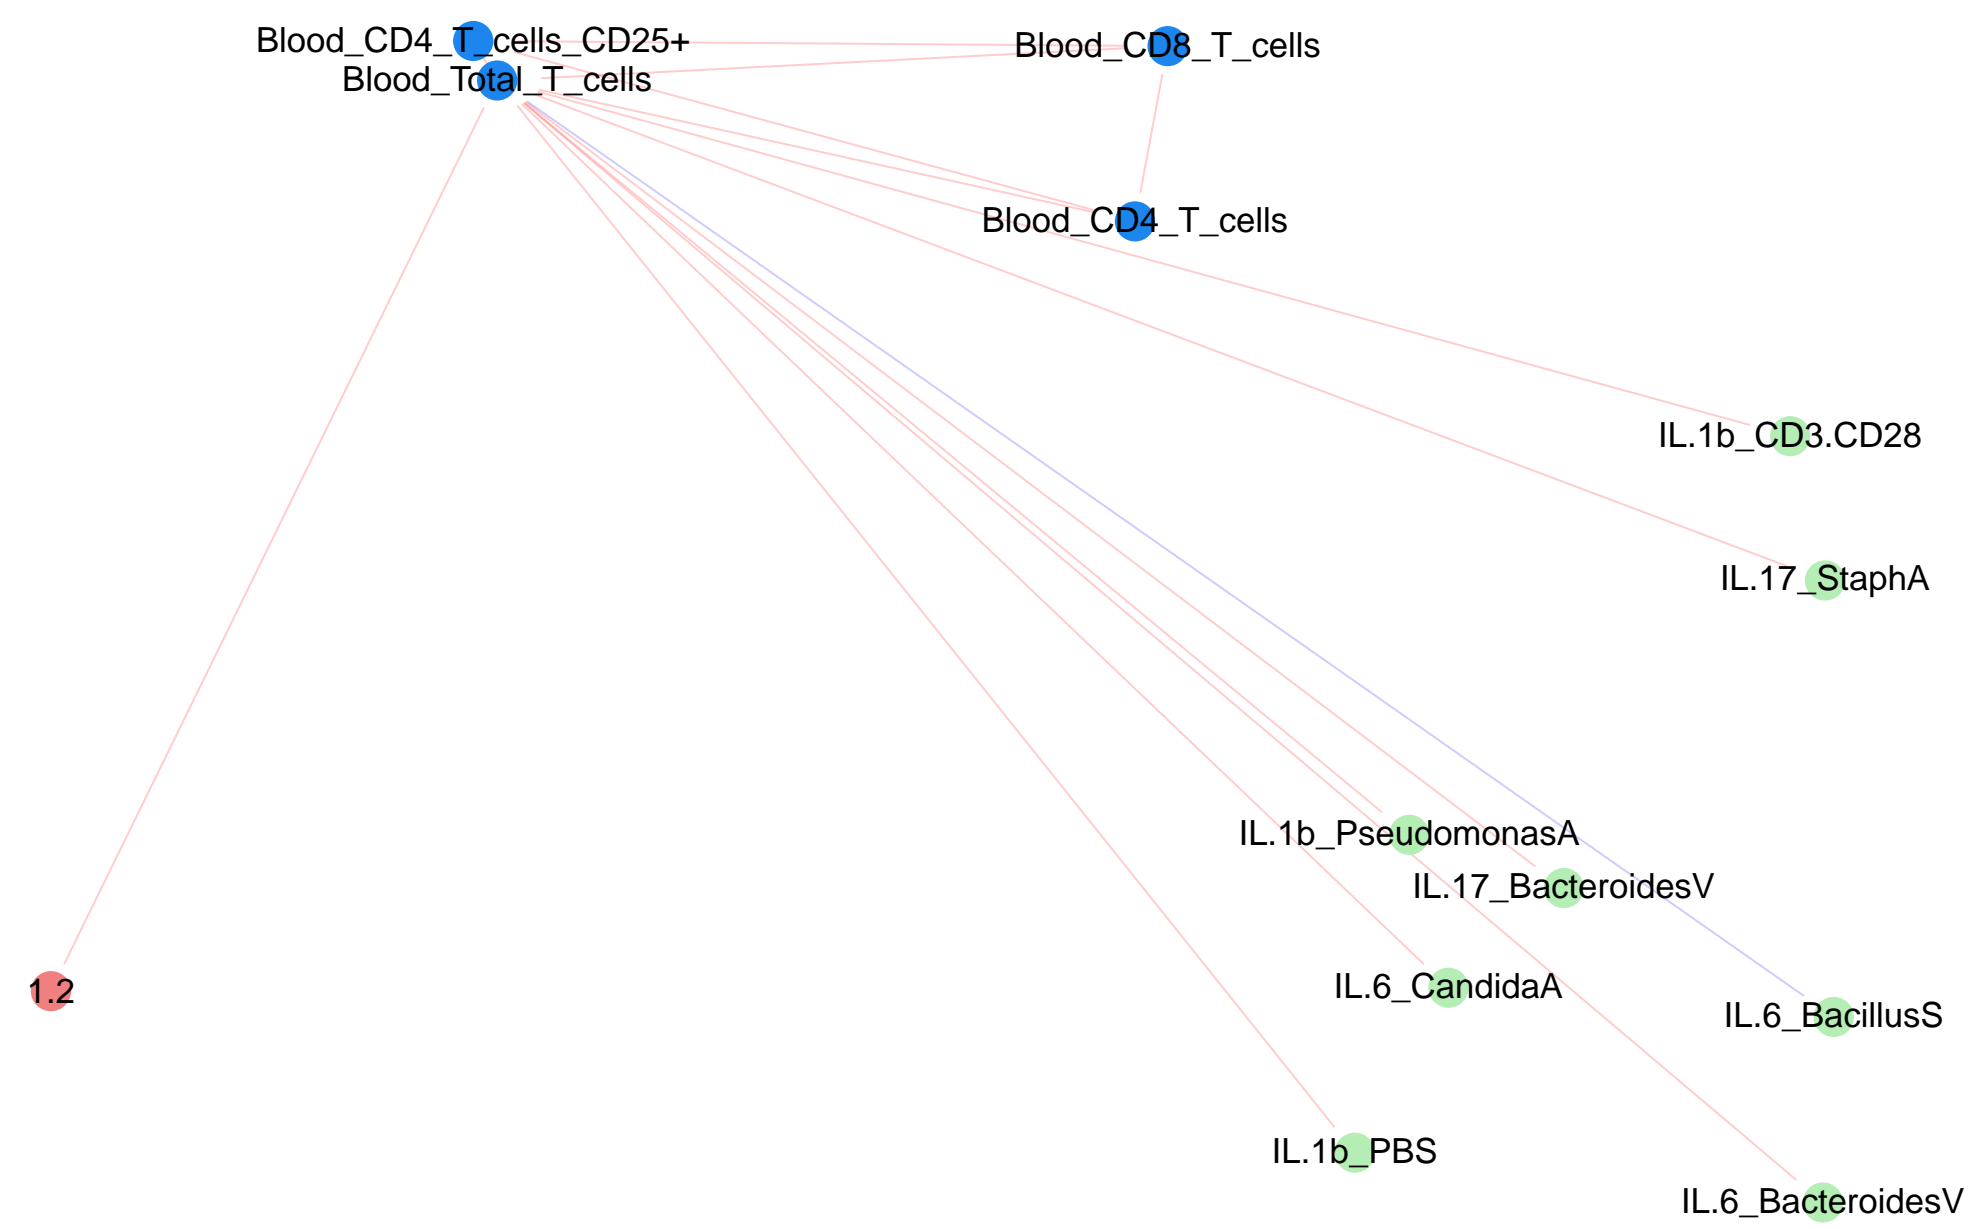 Blood_CD4_T_cells_CD25+
Blood_CD8_T_cells
Blood_Total_T_cells
Blood_CD4_T_cells
IL.1b_CD3.CD28
IL.17_StaphA
IL.1b_PseudomonasA
IL.17_BacteroidesV
IL.6_CandidaA
1.2
IL.6_BacillusS
IL.1b_PBS
IL.6_BacteroidesV